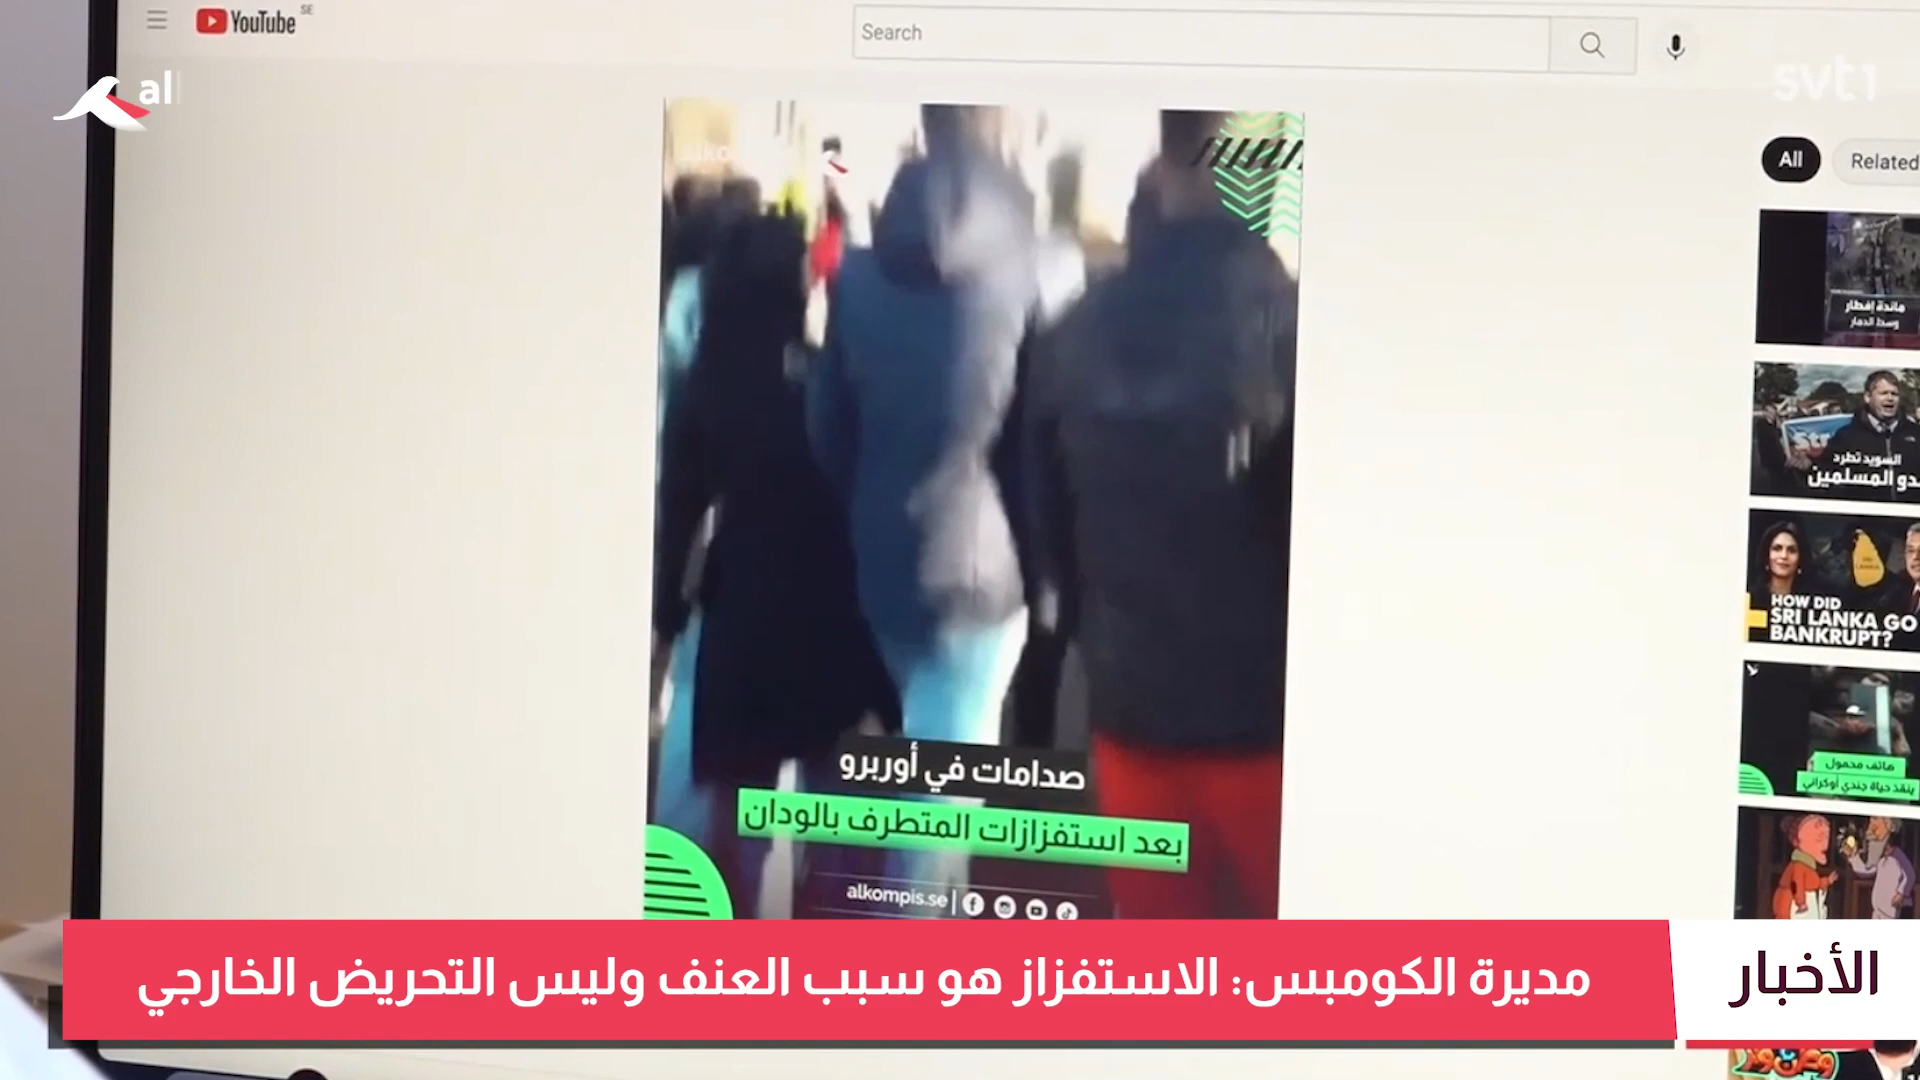 YouTube SE
Search
al
svt1
All
Related
مائدة إفطار
وسط الدمار
Str
السويد تطرد
دو المسلمين
HOW DID
SRI LANKA GO
BANKRUPT?
هاتف محمول
ينقذ حياة جندي أوكراني
صدامات في أوربرو
بعد استفزازات المتطرف بالودان
alkompis.se
مديرة الكومبس: الاستفزاز هو سبب العنف وليس التحريض الخارجي
الأخبار